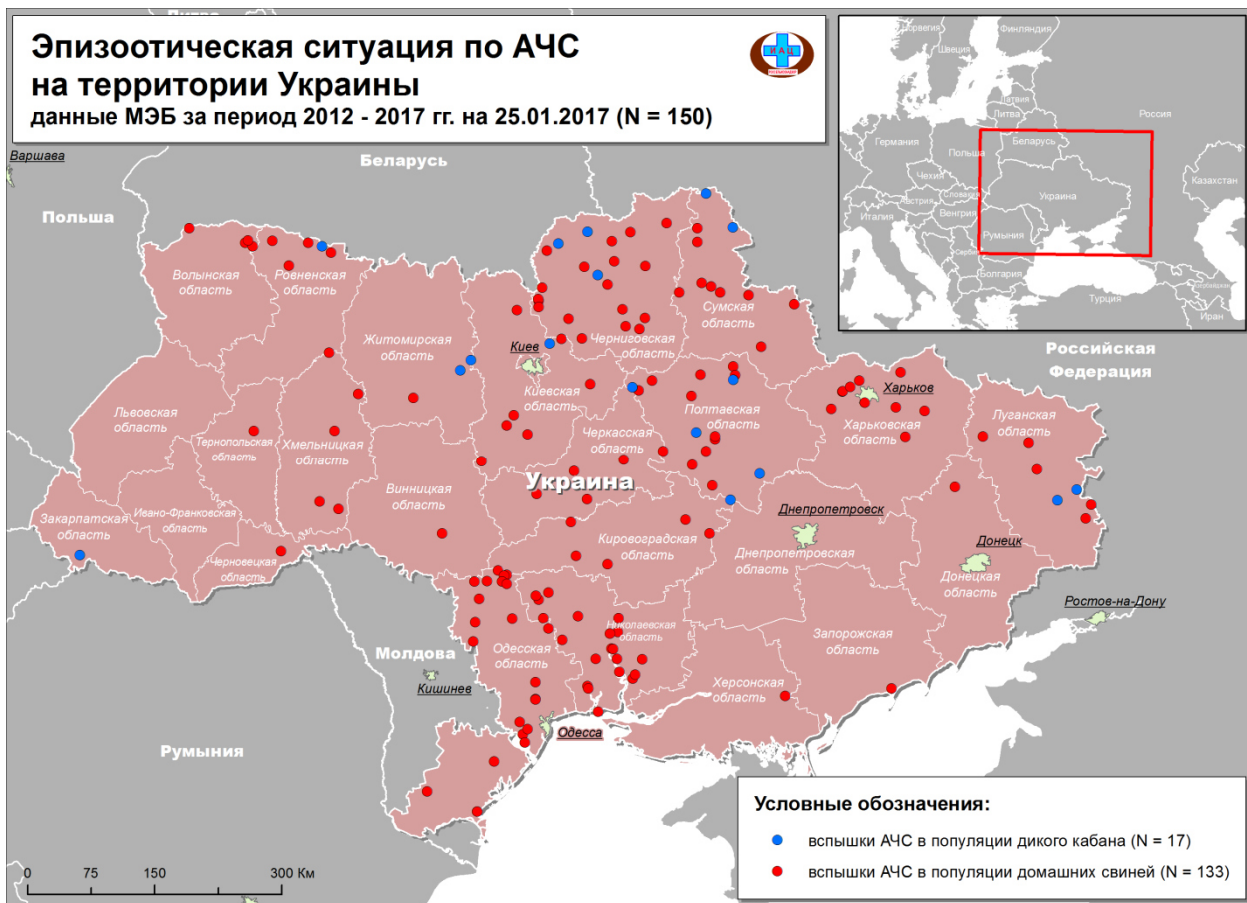 Литва
Эпизоотическая ситуация по АЧС
на территории Украины
данные МЭБ за период 2012 - 2017 гг. на 25.01.2017 (N = 150)
И А Ц
Норвегия
Швеция
Финляндия
Латвия
Литва
Россия
Германия
Польша
Беларусь
Чехия
Словакия
Украина
Казахстан
Австрия
Венгрия
Италия
Румыния
Сербия
Болгария
Турция
Азербайджан
Иран
Варшава
Беларусь
Польша
Волынская
область
Ровненская
область
Житомирская
область
Киев
Черниговская
область
Сумская
область
Российская
Федерация
Львовская
область
Тернопольская
область
Хмельницкая
область
Киевская
область
Черкасская
область
Полтавская
область
Харьков
Харьковская
область
Луганская
область
Украина
Винницкая
область
Закарпатская
область
Ивано-Франковская
область
Черновецкая
область
Кировоградская
область
Днепропетровск
Днепропетровская
область
Донецк
Донецкая
область
Ростов-на-Дону
Молдова
Кишинев
Одесская
область
Николаевская
область
Запорожская
область
Херсонская
область
Одесса
Румыния
Условные обозначения:
вспышки АЧС в популяции дикого кабана (N = 17)
вспышки АЧС в популяции домашних свиней (N = 133)
0 75 150 300 Км